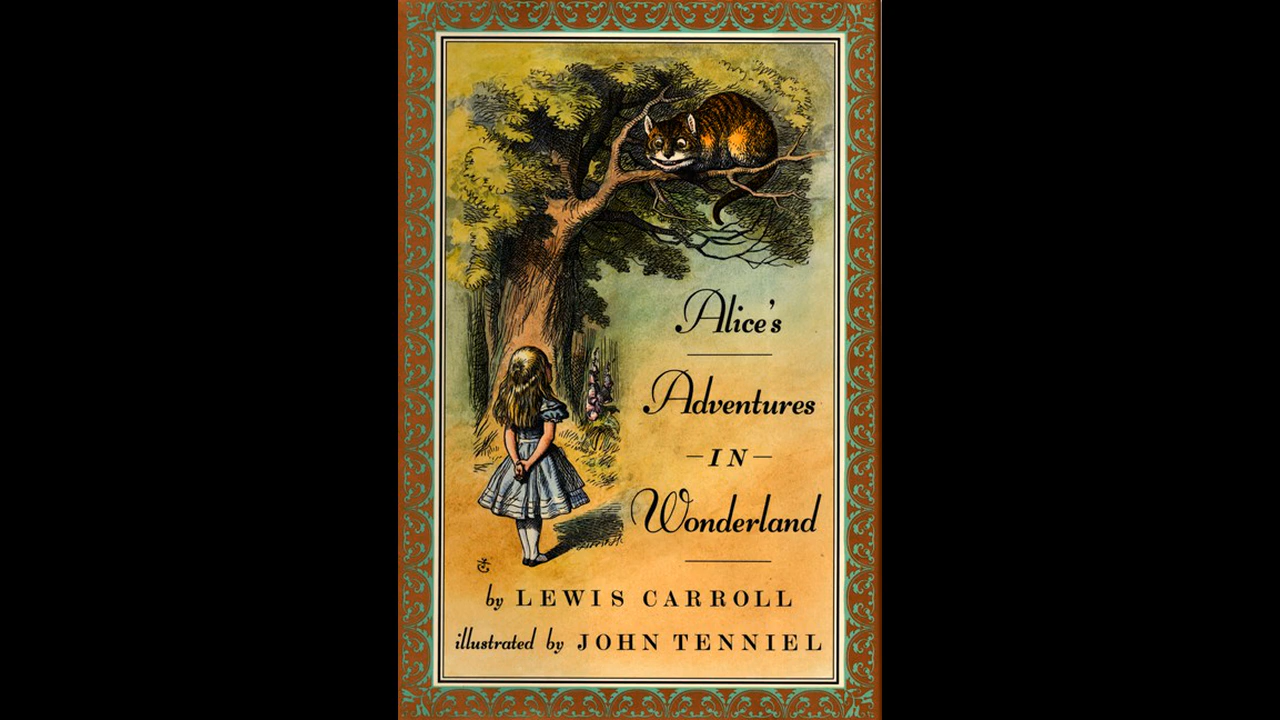 Alice's
Adventures
–IN–
Wonderland
by LEWIS CARROLL
illustrated by JOHN TENNIEL